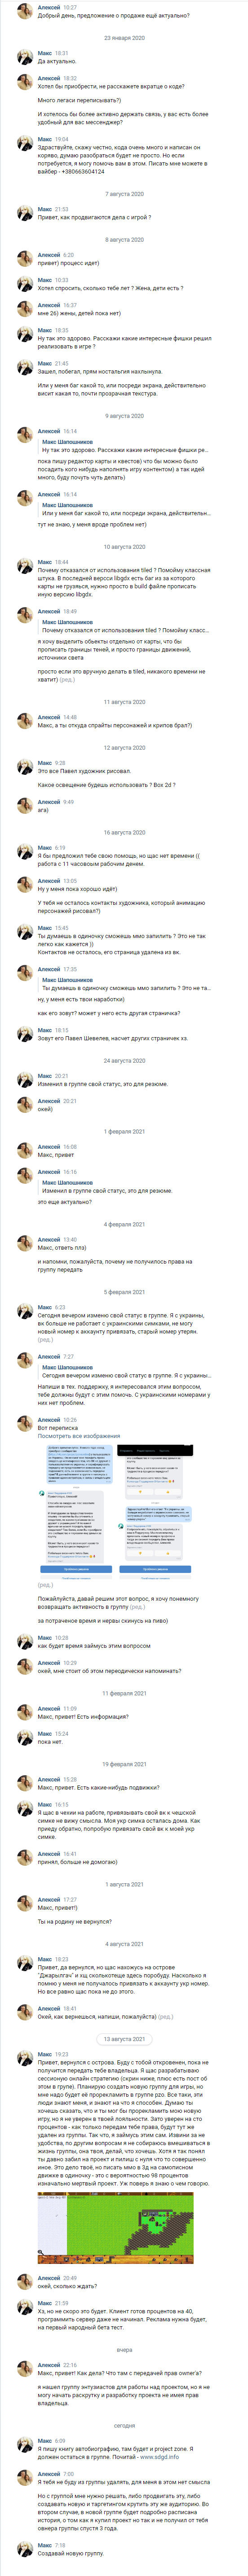 Алексей 10:27
Добрый день, предложение о продаже ещё актуально?
23 января 2020
Макс 18:31
Да актуально.
Алексей 18:32
Хотел бы приобрести, не расскажете вкратце о коде?
Много легаси переписывать?)
И хотелось бы более активно держать связь, у вас есть более
удобный для вас мессенджер?
Макс 19:04
Здраствуйте, скажу честно, кода очень много и написан он
коряво, думаю разобраться будет не просто. Но если
потребуется, я могу помочь вам в этом. Писать мне можете в
вайбер - +380663604124
7 августа 2020
Макс 21:53
Привет, как продвигаются дела с игрой ?
8 августа 2020
Алексей 6:20
привет) процесс идет)
Макс 10:33
Хотел спросить, сколько тебе лет ? Жена, дети есть ?
Алексей 16:37
мне 26) жены, детей пока нет)
Макс 18:35
Ну так это здорово. Расскажи какие интересные фишки решил
реализовать в игре ?
Макс 21:45
Зашел, побегал, прям ностальгия нахлынула.
Или у меня баг какой то, или посреди экрана, действительно
висит какая то, почти прозрачная текстура.
9 августа 2020
Алексей 16:14
Макс Шапошников
Ну так это здорово. Расскажи какие интересные фишки ре...
пока пишу редактор карты и квестов) что бы можно было
посадить кого нибудь наполнять игру контентом) а так идей
много, буду почуть чуть делать)
Алексей 16:14
Макс Шапошников
Или у меня баг какой то, или посреди экрана, действительн...
тут не знаю, у меня вроде проблем нет)
10 августа 2020
Макс 18:44
Почему отказался от использования tiled ? Помойму классная
штука. В последней версси libgdx есть баг из за которого
карты не грузяться, нужно просто в build файле прописать
иную версию libgdx.
Алексей 18:49
Макс Шапошников
Почему отказался от использования tiled ? Помойму класс...
я хочу выделить обьекты отдельно от карты, что бы
прописать границы теней, и просто границы движений,
источники света
просто если это вручную делать в tiled, никакого времени не
хватит) (ред.)
11 августа 2020
Алексей 14:48
Макс, а ты откуда спрайты персонажей и крипов брал?)
12 августа 2020
Макс 9:28
Это все Павел художник рисовал.
Какое освещение будешь использовать ? Box 2d ?
Алексей 9:49
ага)
16 августа 2020
Макс 6:19
Я бы предложил тебе свою помощь, но щас нет времени ((
работа с 11 часовоым рабочим денем.
Алексей 13:05
Ну у меня пока хорошо идёт)
У тебя не осталось контакты художника, который анимацию
персонажей рисовал?)
Макс 15:45
Ты думаешь в одиночку сможешь ммо запилить ? Это не так
легко как кажется ))
Контактов не осталось, его страница удалена из вк.
Алексей 17:35
Макс Шапошников
Ты думаешь в одиночку сможешь ммо запилить ? Это не та...
ну, у меня есть твои наработки)
как его зовут? может у него есть другая страничка?
Макс 18:15
Зовут его Павел Шевелев, насчет других страничек хз.
24 августа 2020
Макс 20:21
Изменил в группе свой статус, это для резюме.
Алексей 20:21
окей)
1 февраля 2021
Алексей 16:08
Макс, привет
Алексей 16:16
Макс Шапошников
Изменил в группе свой статус, это для резюме.
это еще актуально?
4 февраля 2021
Алексей 13:40
Макс, ответь плз)
и напомни, пожалуйста, почему не получилось права на
группу передать
5 февраля 2021
Макс 6:23
Сегодня вечером изменю свой статус в группе. Я с украины,
вк больше не работает с украинскими симками, не могу
новый номер к аккаунту привязать, старый номер утерян.
(ред.)
Алексей 7:27
Макс Шапошников
Сегодня вечером изменю свой статус в группе. Я с украины...
Напиши в тех. поддержку, я интересовался этим вопросом,
тебе должны будут с этим помочь. С украинскими номерами у
них нет проблем.
Алексей 10:26
Вот переписка
Посмотреть все изображения
(ред.)
Пожалуйста, давай решим этот вопрос, я хочу понемногу
возвращать активность в группу (ред.)
за потраченое время и нервы скинусь на пиво)
Макс 10:28
как будет время займусь этим вопросом
Алексей 10:29
окей, мне стоит об этом переодически напоминать?
11 февраля 2021
Алексей 11:09
Макс, привет! Есть информация?
Макс 15:24
пока нет.
19 февраля 2021
Алексей 15:28
Макс, привет. Есть какие-нибудь подвижки?
Макс 16:15
Я щас в чехии на работе, привязывать свой вк к чешской
симке не вижу смысла. Моя укр симка осталась дома. Как
приеду обратно, попробую привязать свой вк к моей укр
симке.
Алексей 16:41
принял, больше не домогаю)
1 августа 2021
Алексей 17:27
Макс, привет!)
Ты на родину не вернулся?
4 августа 2021
Макс 18:23
Привет, да вернулся, но щас нахожусь на острове
"Джарылгач" и хщ сколькотеще здесь поробуду. Насколько я
помню у меня не получалось привязать к аккаунту укр номер.
Но все равно щас пока не до этого.
Алексей 18:41
Окей, как вернешься, напиши, пожалуйста) (ред.)
13 августа 2021
Макс 19:23
Привет, вернулся с острова. Буду с тобой откровенен, пока не
получится передать тебе владельца. Я щас разрабатываю
сессионую онлайн стратегию (скрин ниже, плюс есть пост об
этом в групе). Планирую создать новую группу для игры, но
мне надо будет её прорекламить в группе pzo. Все таки, эти
люди знают меня, и знают на что я способен. Думаю ты
хочешь сказать, что и ты мог бы прорекламить мою новую
игру, но я не уверен в твоей лояльности. Зато уверен на сто
процентов - как только передам тебе права, будут тут же
удален из группы. Так что, я займусь этим сам. Извини за не
удобства, по другим вопросам я не собираюсь вмешиваться в
жизнь группы, она твоя, делай, что хочешь. Хотя я так понял
ты давно забил на проект и пилиш с нуля что то совершенно
иное. Это дело твоё, но писать ммо в 3д на самописном
движке в одиночку - это с вероятностью 98 процентов
изначально мертвый проект. Уж поверь я знаю о чем говорю.
Алексей 20:49
окей, сколько ждать?
Макс 21:59
Хз, но не скоро это будет. Клиент готов процентов на 40,
программить сервер даже не начинал. Реклама нужна будет,
на первый народный бета тест.
вчера
Алексей 22:16
Макс, привет! Как дела? Что там с передачей прав owner'a?
я нашел группу энтузиастов для работы над проектом, но я не
могу начать раскрутку и разработку проекта не имея прав
владельца.
сегодня
Макс 6:09
Я пишу книгу автобиографию, там будет и project zone. Я
должен остаться в группе. Почитай - www.sdgd.info
Алексей 7:00
Я тебя не буду из группы удалять, для меня в этом нет смысла
Но с группой мне нужно решать, либо продвигать эту, либо
создавать новую и таргетингом крутить эту же аудиторию. Во
втором случае, в новой группе будет подробно расписана
история, о том как я купил проект но так и не получил от тебя
овнера группы спустя 3 года.
Макс 7:18
Создавай новую группу.